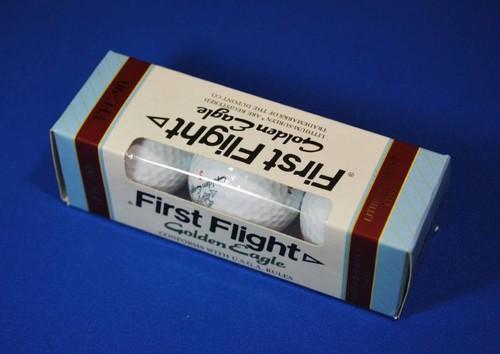 LITHIUM-SURLYN ® ARE REGISTERED
TRADEMARKS OF THE DUPONT CO.
Golden Eagle
First Flight ®
First Flight
Golden Eagle
CONFORMS WITH U.S.G.A. RULES